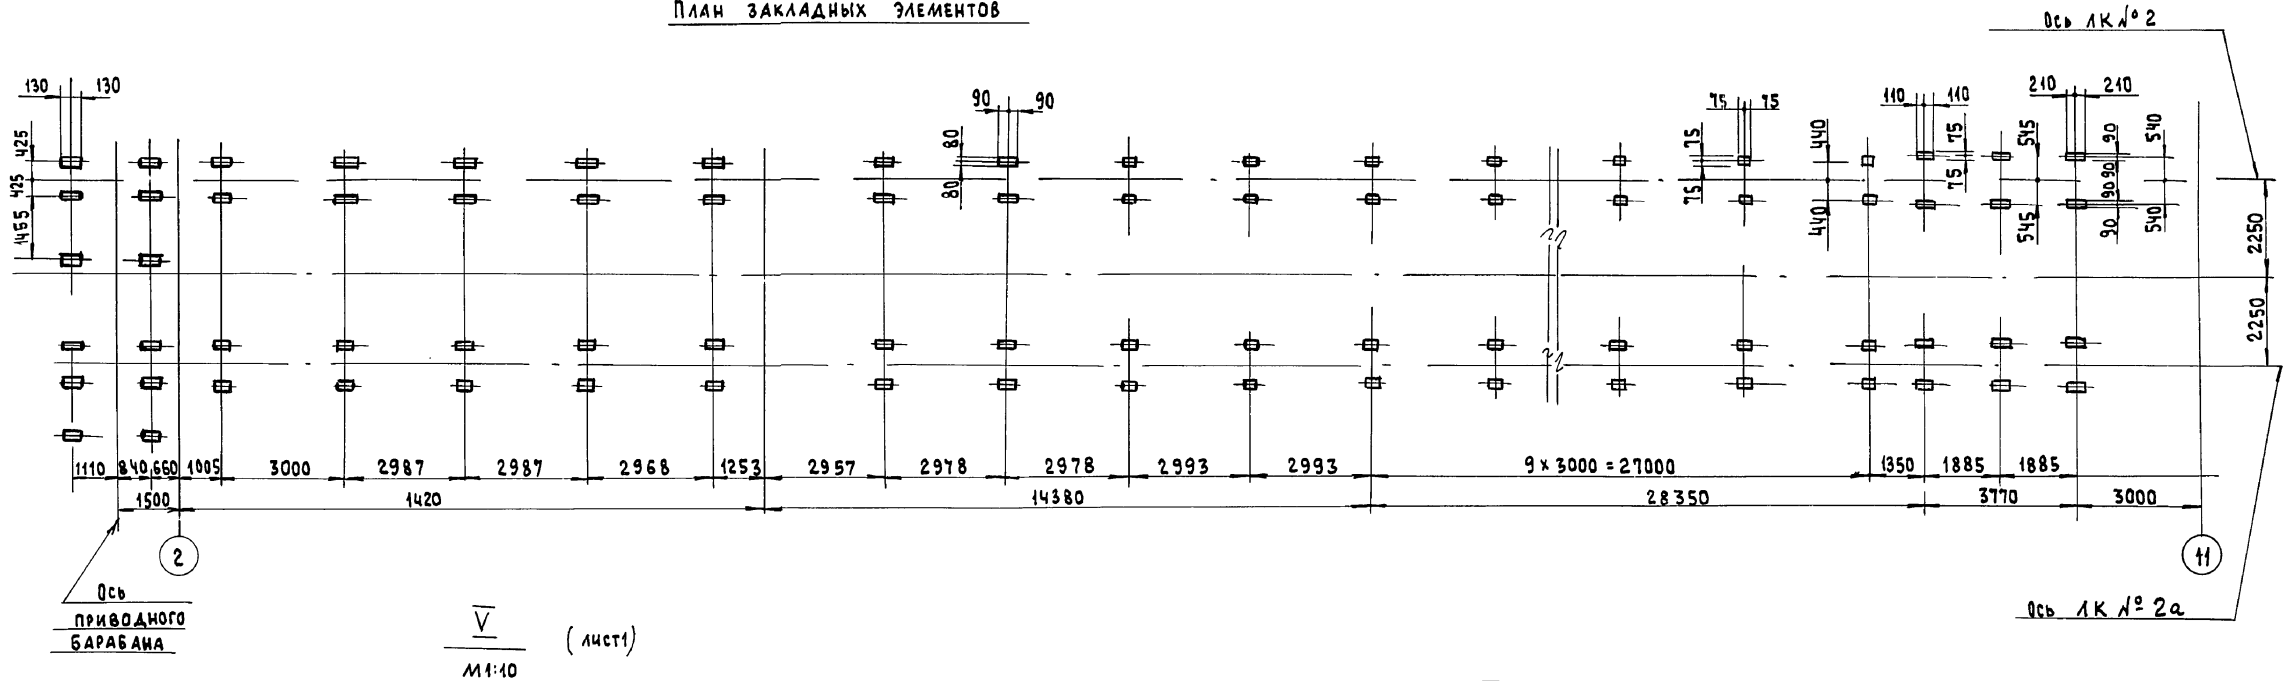 План закладных элементов
Ось ЛК №2
130 130
90 90
75 75
110 110
210 210
425
425
1455
80
80
75
75
440
440
75
75
545
545
90
90
90
90
540
540
2250
2250
1110 840 660 1005 3000 2987 2987 2968 1253 2957 2978 2978 2993 2993 9 x 3000 = 27000 1350 1885 1885
1500 1420 14380 28350 3770 3000
2
11
Ось
приводного
барабана
V
М1:10
(лист1)
Ось ЛК № 2а